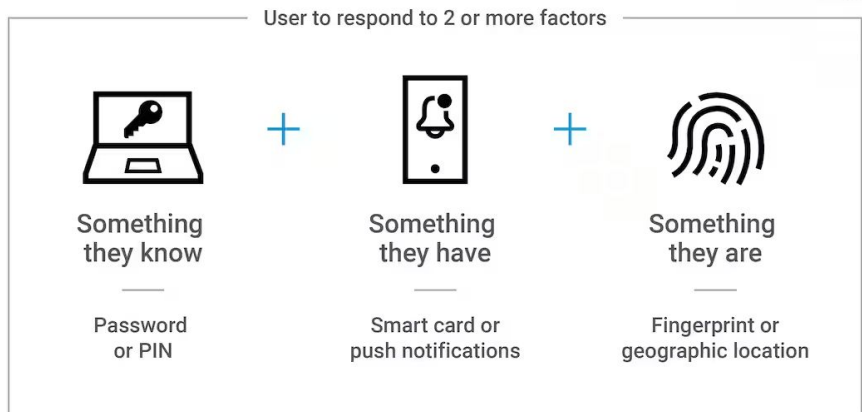 User to respond to 2 or more factors
Something
they know
Password
or PIN
Something
they have
Smart card or
push notifications
Something
they are
Fingerprint or
geographic location